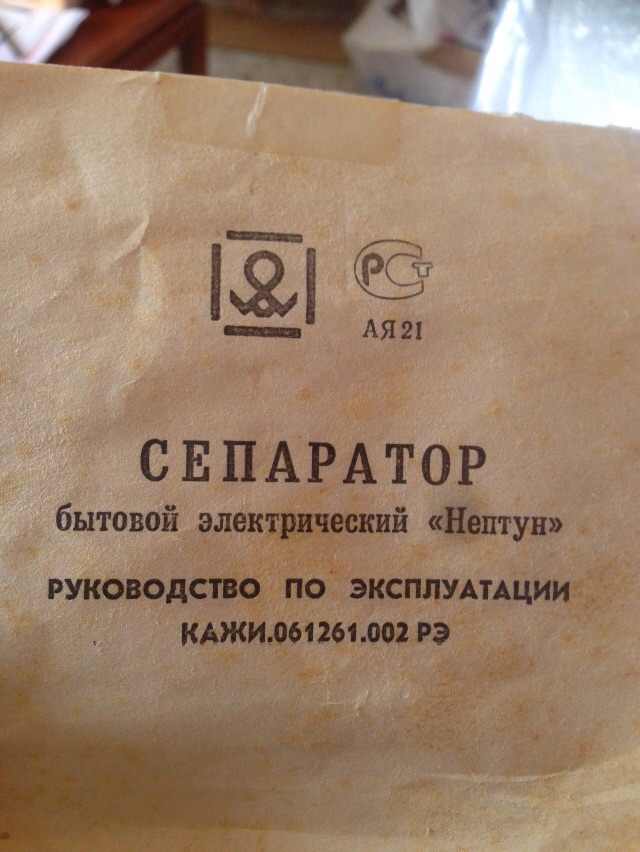 РСТ
АЯ21
СЕПАРАТОР
бытовой электрический «Нептун»
РУКОВОДСТВО ПО ЭКСПЛУАТАЦИИ
КАЖИ.061261.002 РЭ